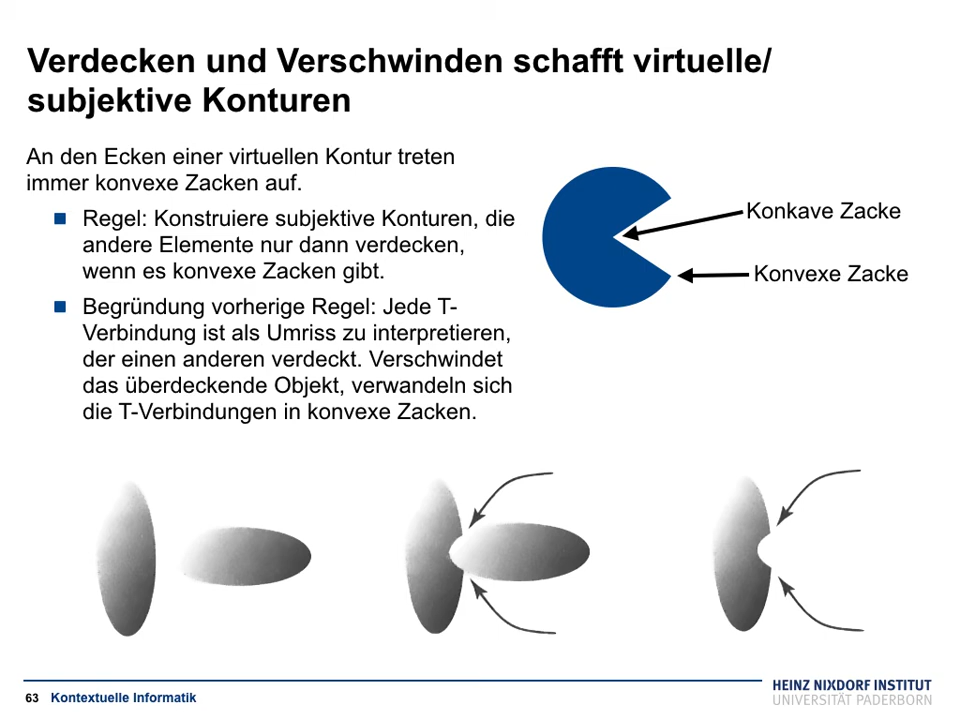 Verdecken und Verschwinden schafft virtuelle/
subjektive Konturen
An den Ecken einer virtuellen Kontur treten
immer konvexe Zacken auf.
Regel: Konstruiere subjektive Konturen, die
andere Elemente nur dann verdecken,
wenn es konvexe Zacken gibt.
Begründung vorherige Regel: Jede T-
Verbindung ist als Umriss zu interpretieren,
der einen anderen verdeckt. Verschwindet
das überdeckende Objekt, verwandeln sich
die T-Verbindungen in konvexe Zacken.
Konkave Zacke
Konvexe Zacke
63 Kontextuelle Informatik
HEINZ NIXDORF INSTITUT
UNIVERSITÄT PADERBORN